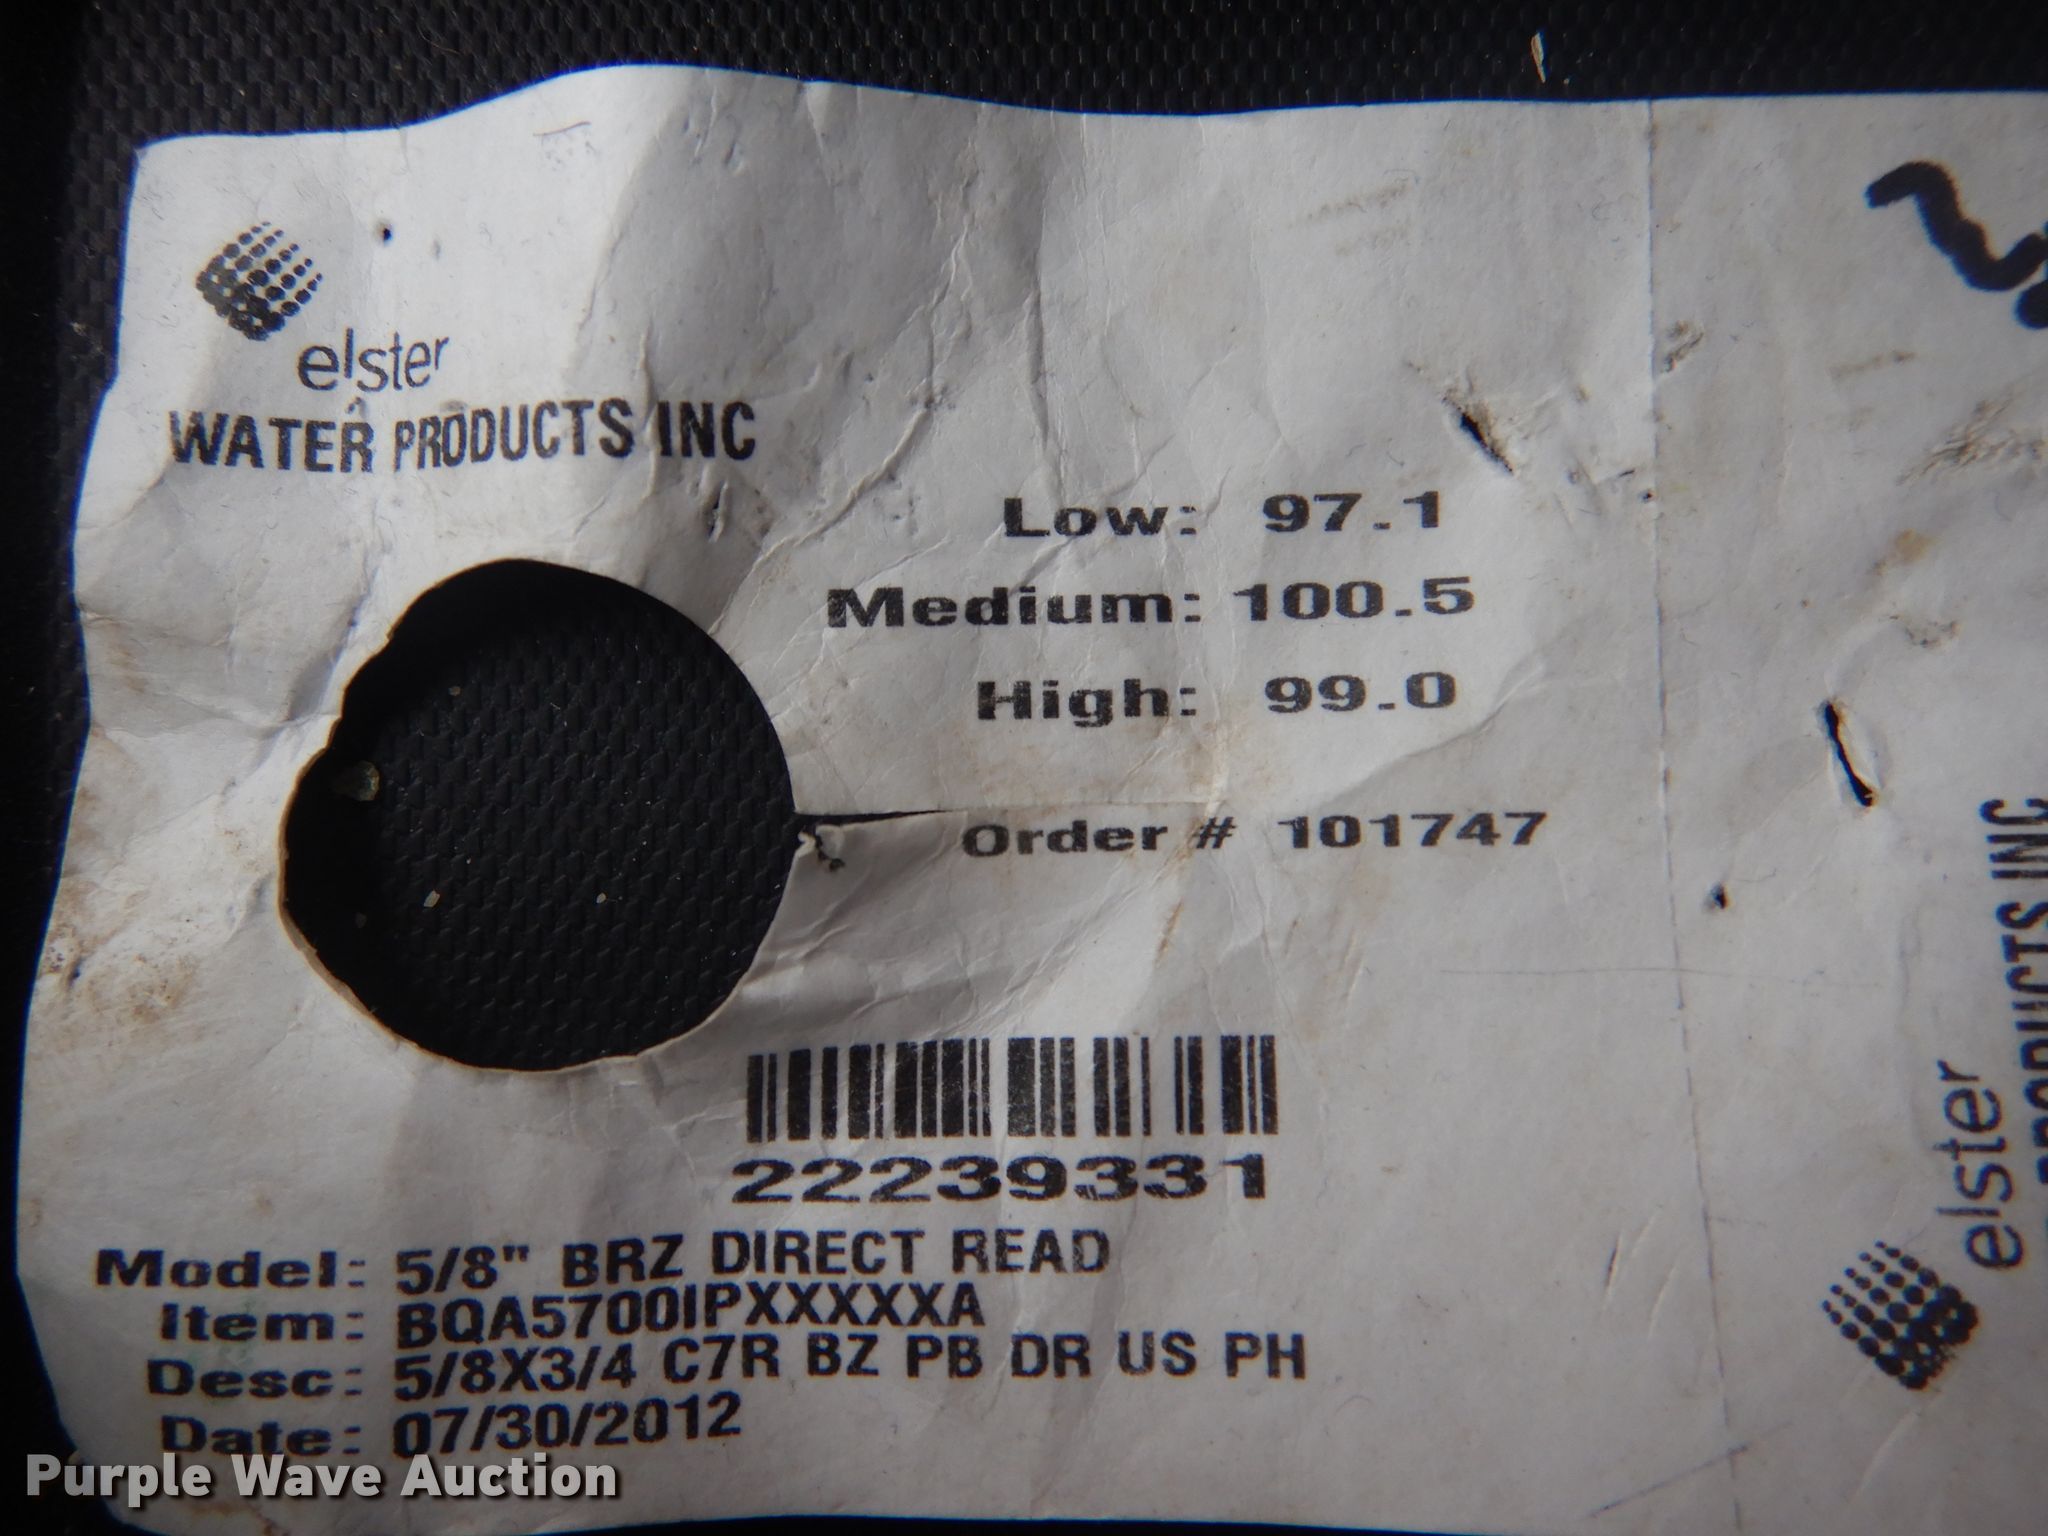 elster
WATER PRODUCTS INC
Low: 97.1
Medium: 100.5
High: 99.0
Order # 101747
22239331
Model: 5/8" BRZ DIRECT READ
Item: BQA5700IPXXXXXA
Desc: 5/8X3/4 C7R BZ PB DR US PH
Date: 07/30/2012
elster
PRODUCTS INC
Purple Wave Auction